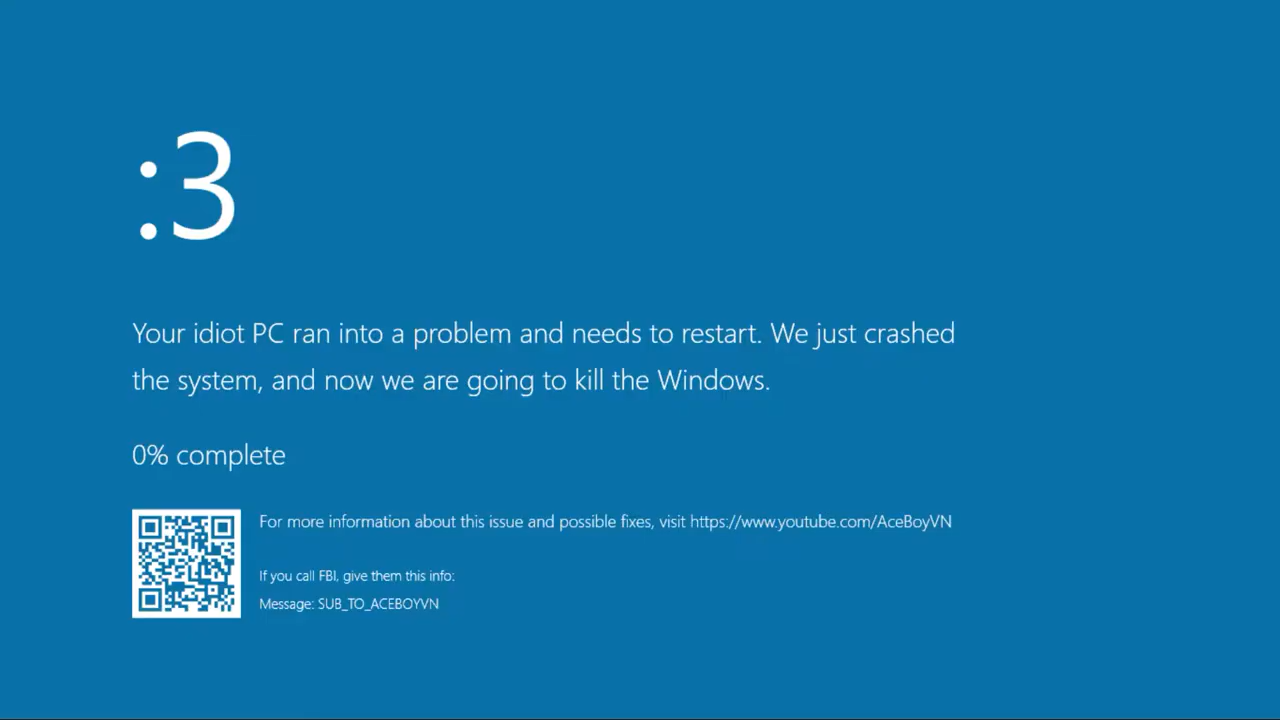 :3
Your idiot PC ran into a problem and needs to restart. We just crashed
the system, and now we are going to kill the Windows.
0% complete
For more information about this issue and possible fixes, visit https://www.youtube.com/AceBoyVN
If you call FBI, give them this info:
Message: SUB_TO_ACEBOYVN